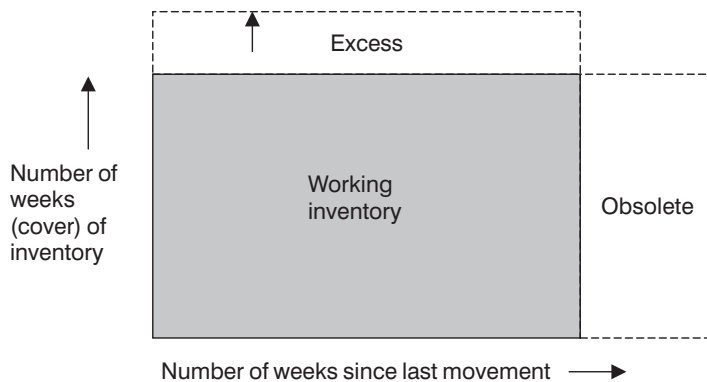 Excess
Number of
weeks
(cover) of
inventory
Working
inventory
Obsolete
Number of weeks since last movement